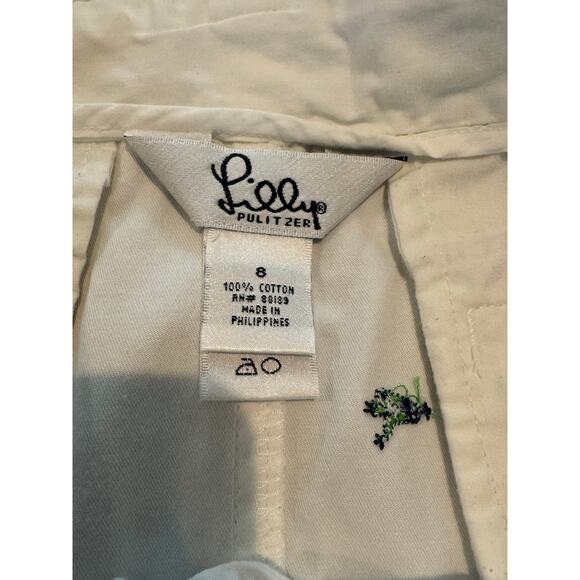 Lilly®
PULITZER
8
100% COTTON
RN# 88189
MADE IN
PHILIPPINES